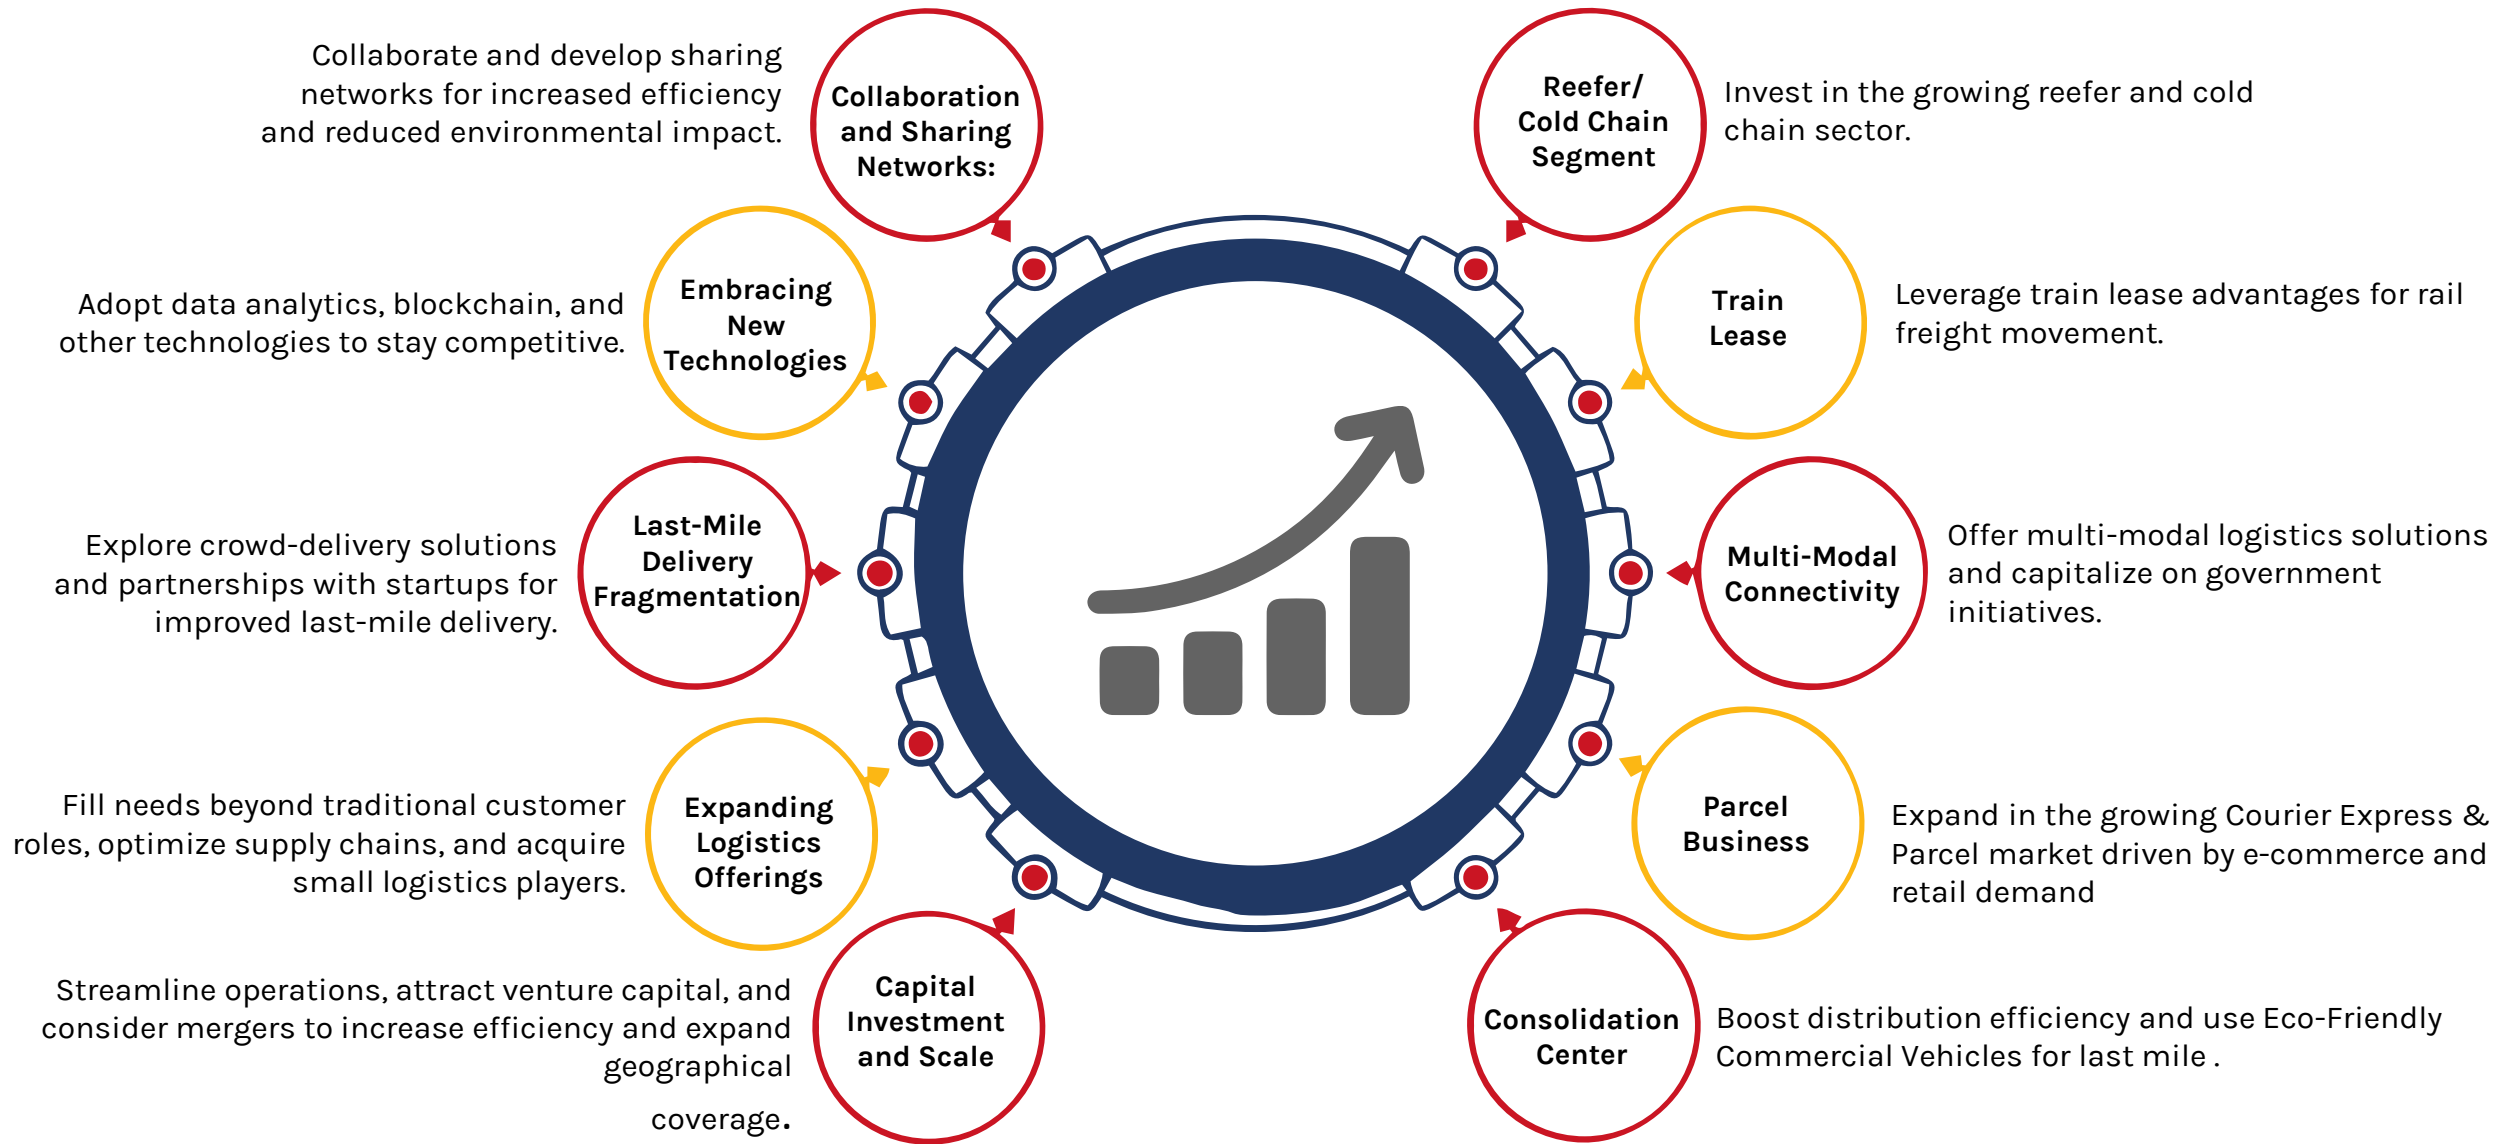 Collaborate and develop sharing
networks for increased efficiency
and reduced environmental impact.
Collaboration
and Sharing
Networks:
Adopt data analytics, blockchain, and
other technologies to stay competitive.
Embracing
New
Technologies
Explore crowd-delivery solutions
and partnerships with startups for
improved last-mile delivery.
Last-Mile
Delivery
Fragmentation
Fill needs beyond traditional customer
roles, optimize supply chains, and acquire
small logistics players.
Expanding
Logistics
Offerings
Streamline operations, attract venture capital, and
consider mergers to increase efficiency and expand
geographical
coverage.
Capital
Investment
and Scale
Reefer/
Cold Chain
Segment
Invest in the growing reefer and cold
chain sector.
Train
Lease
Leverage train lease advantages for rail
freight movement.
Multi-Modal
Connectivity
Offer multi-modal logistics solutions
and capitalize on government
initiatives.
Parcel
Business
Expand in the growing Courier Express &
Parcel market driven by e-commerce and
retail demand
Consolidation
Center
Boost distribution efficiency and use Eco-Friendly
Commercial Vehicles for last mile .